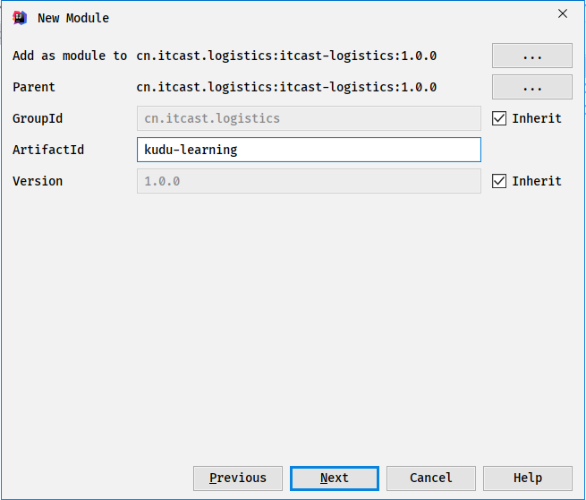 New Module
Add as module to cn.itcast.logistics:itcast-logistics:1.0.0 ...
Parent cn.itcast.logistics:itcast-logistics:1.0.0 ...
GroupId cn.itcast.logistics Inherit
ArtifactId kudu-learning
Version 1.0.0 Inherit
Previous Next Cancel Help